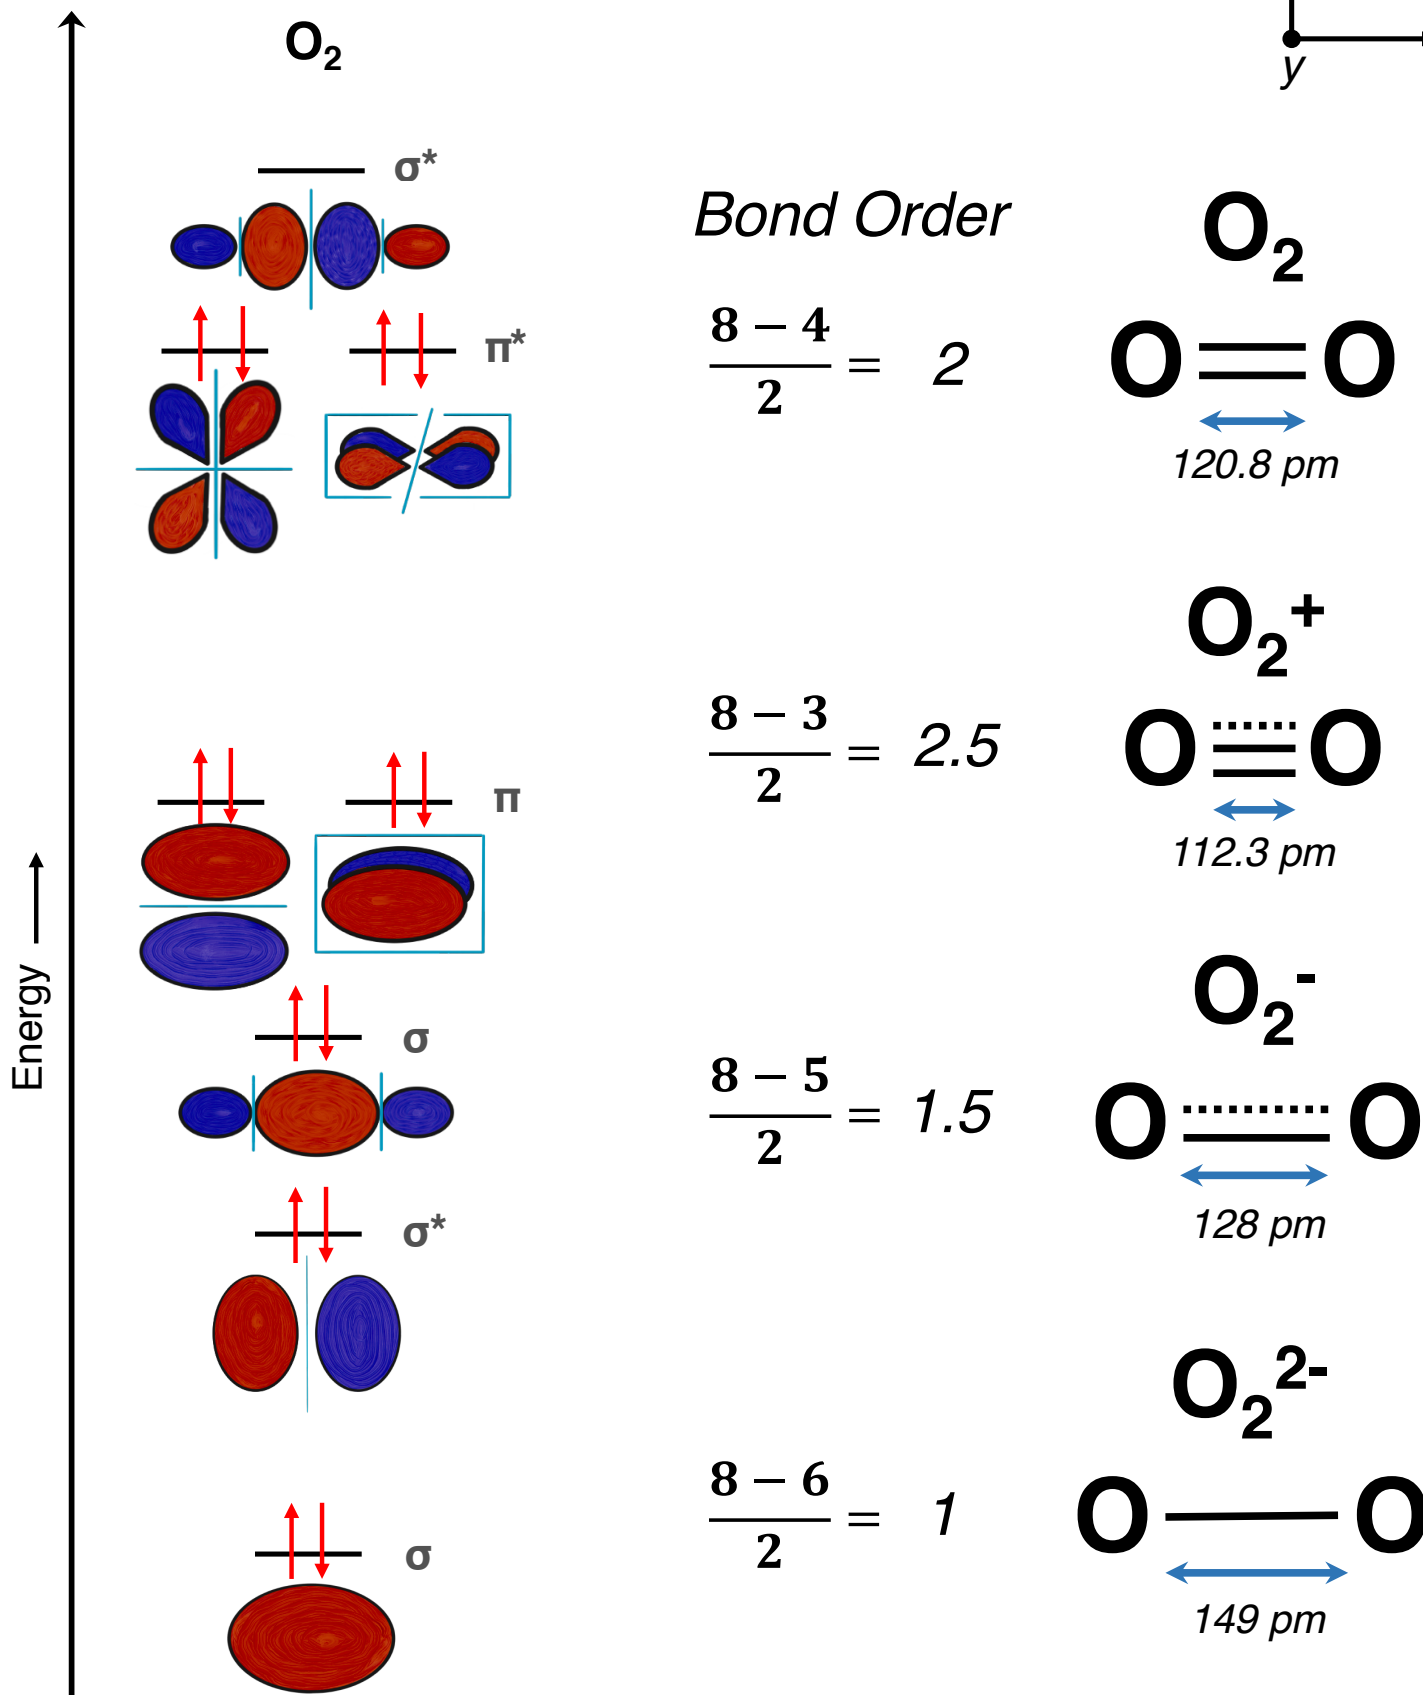 O₂
y
σ*
π*
π
σ
σ*
σ
Energy
Bond Order
8 − 4
2
= 2
8 − 3
2
= 2.5
8 − 5
2
= 1.5
8 − 6
2
= 1
O₂
O O
120.8 pm
O₂⁺
O O
112.3 pm
O₂⁻
O O
128 pm
O₂²⁻
O O
149 pm